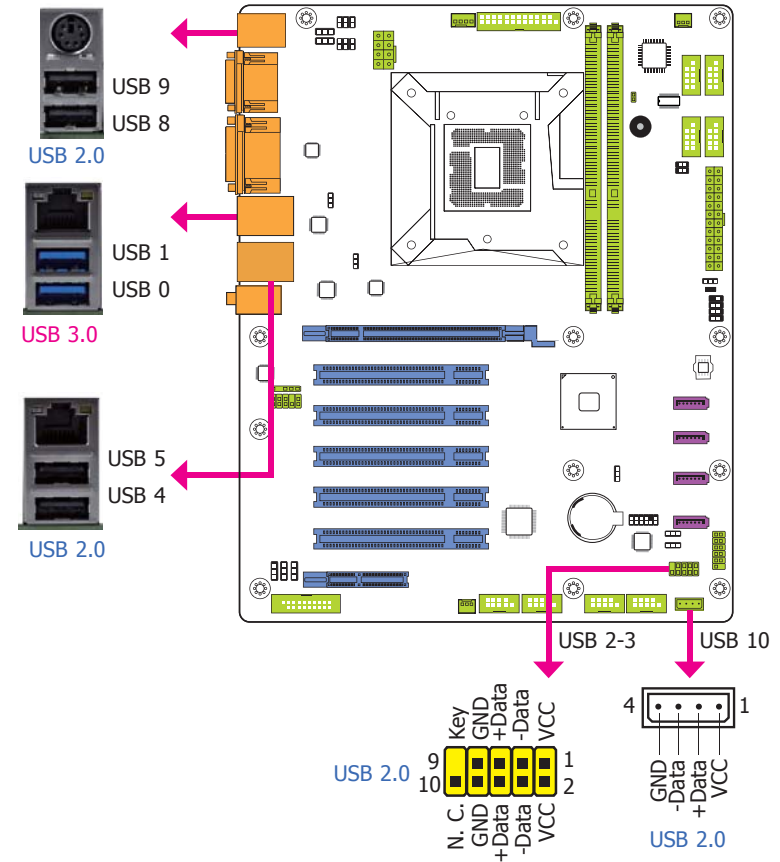 USB 9
USB 8
USB 2.0
USB 1
USB 0
USB 3.0
USB 5
USB 4
USB 2.0
USB 2-3
USB 10
Key
GND
+Data
-Data
VCC
USB 2.0
9
10
1
2
N. C.
GND
+Data
-Data
VCC
4
1
GND
-Data
+Data
VCC
USB 2.0